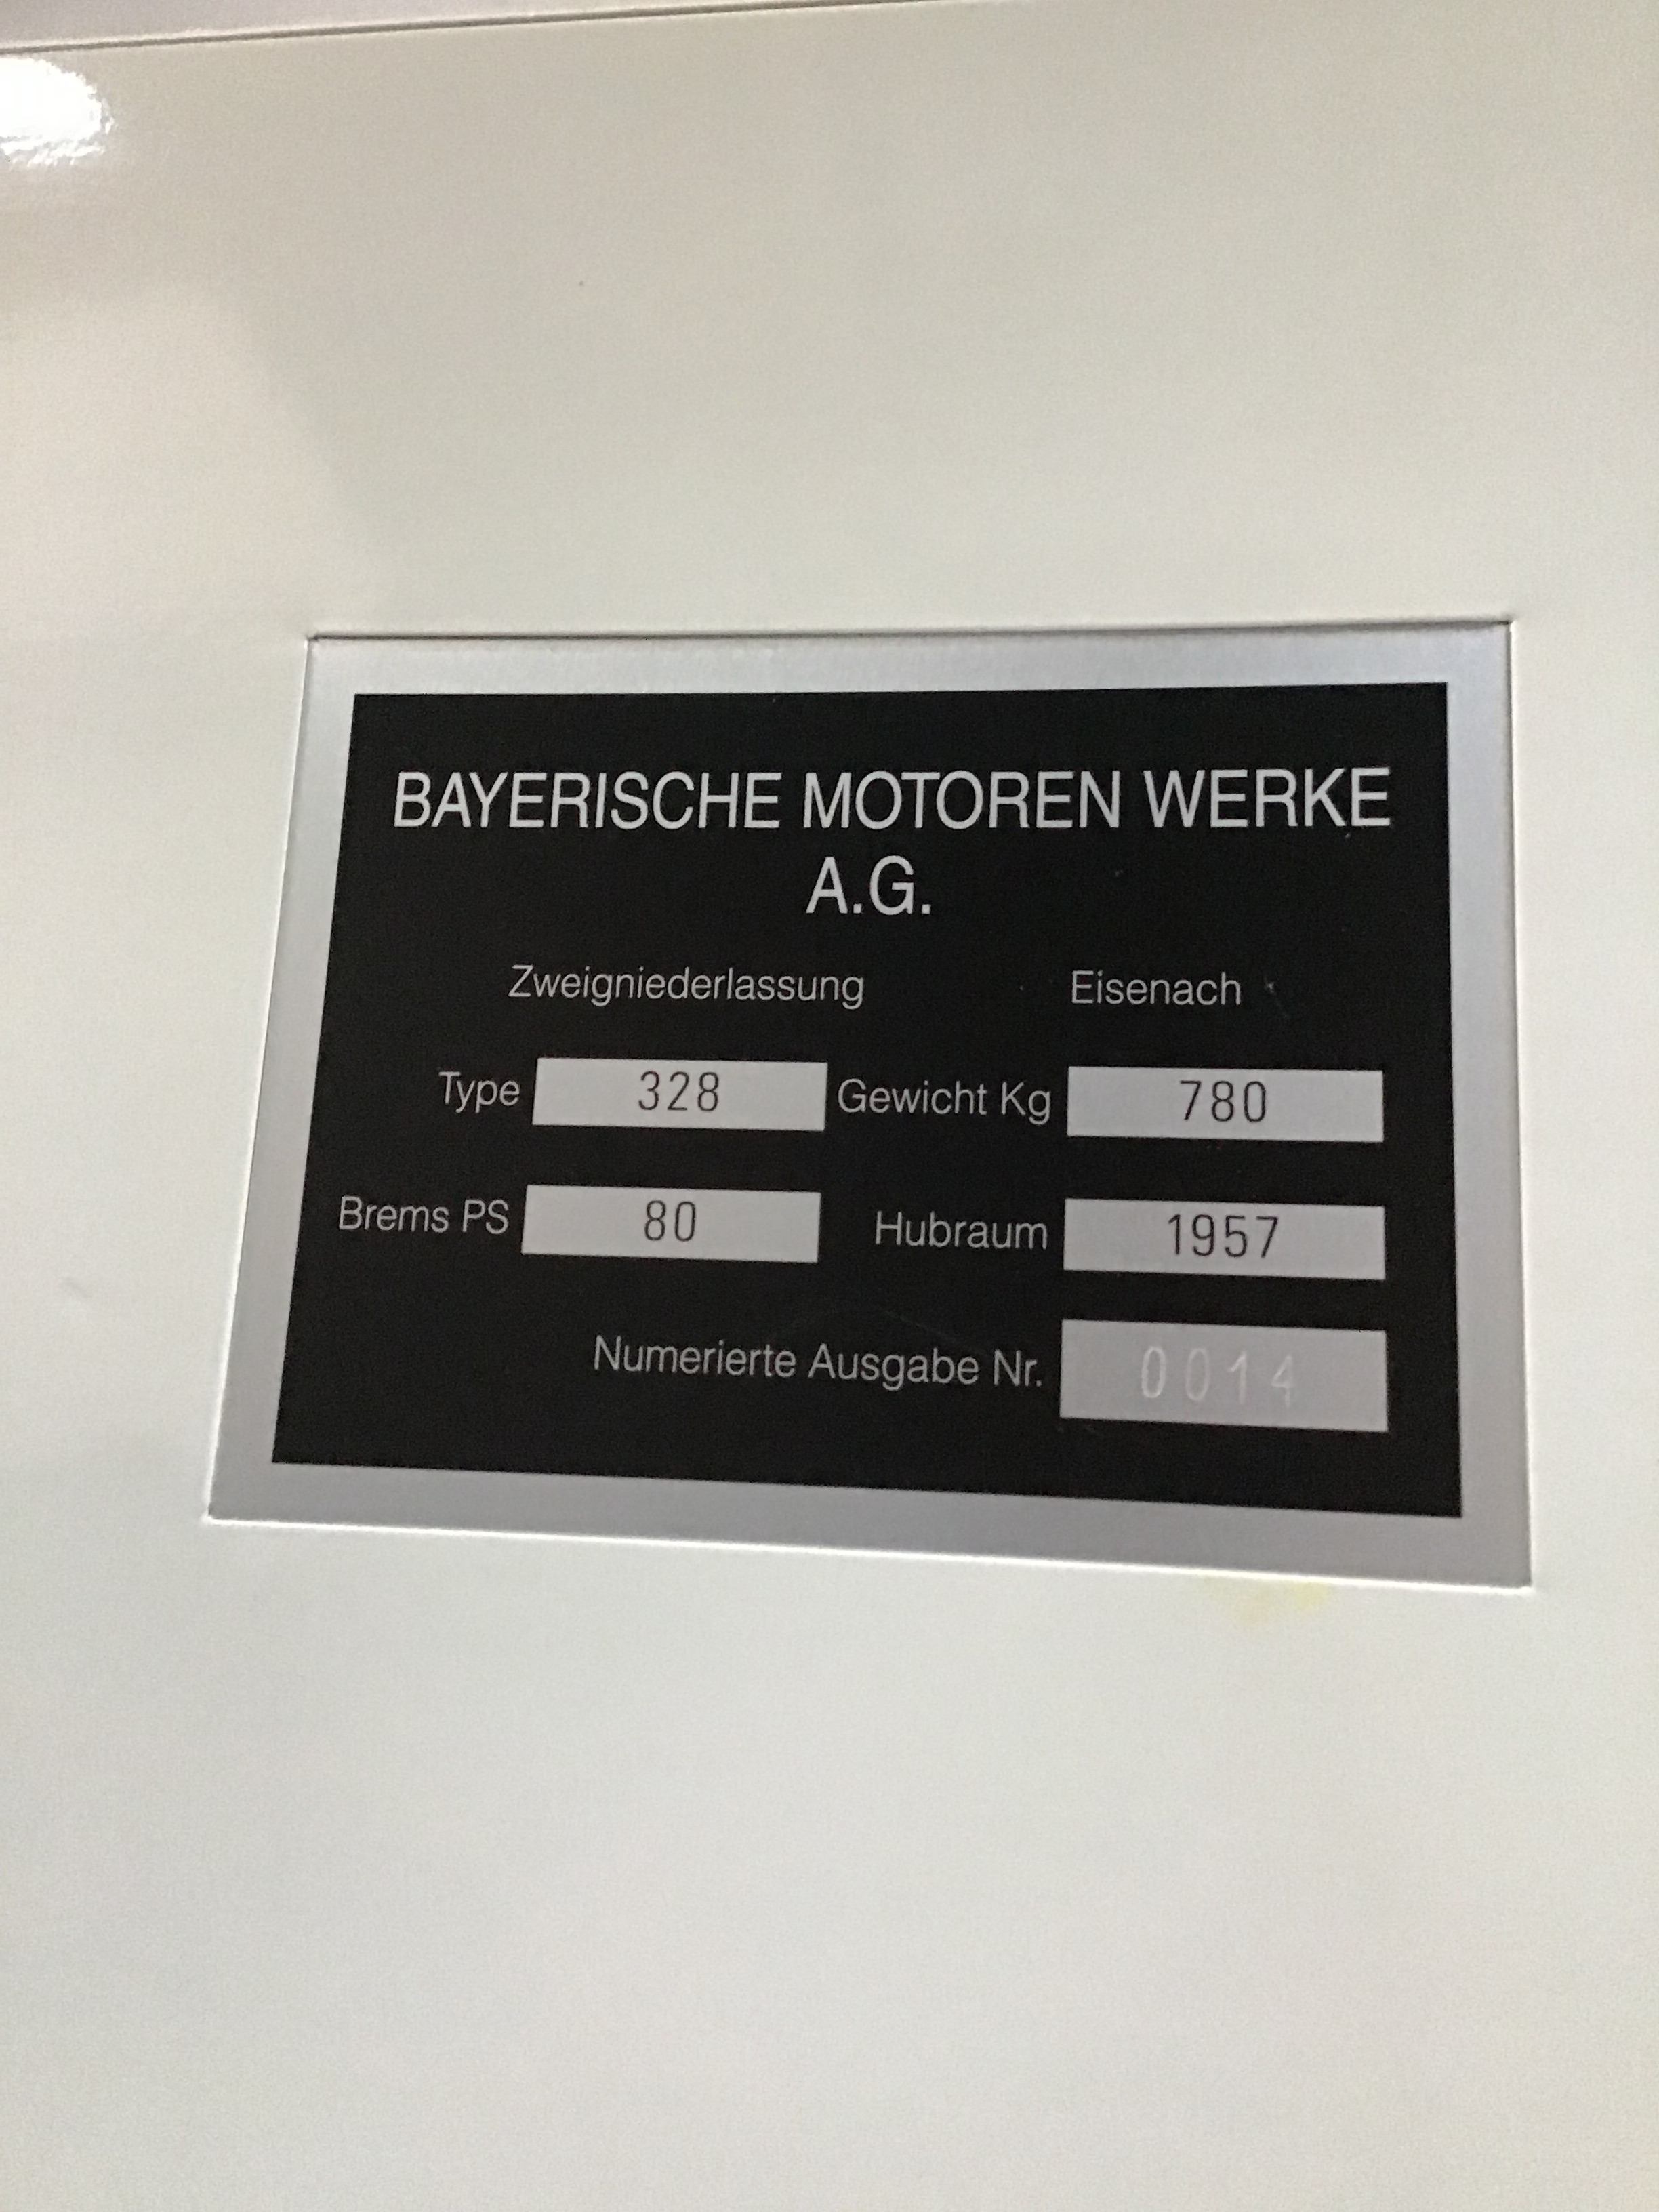 BAYERISCHE MOTOREN WERKE
A.G.
Zweigniederlassung Eisenach
Type 328 Gewicht Kg 780
Brems PS 80 Hubraum 1957
Numerierte Ausgabe Nr. 0014